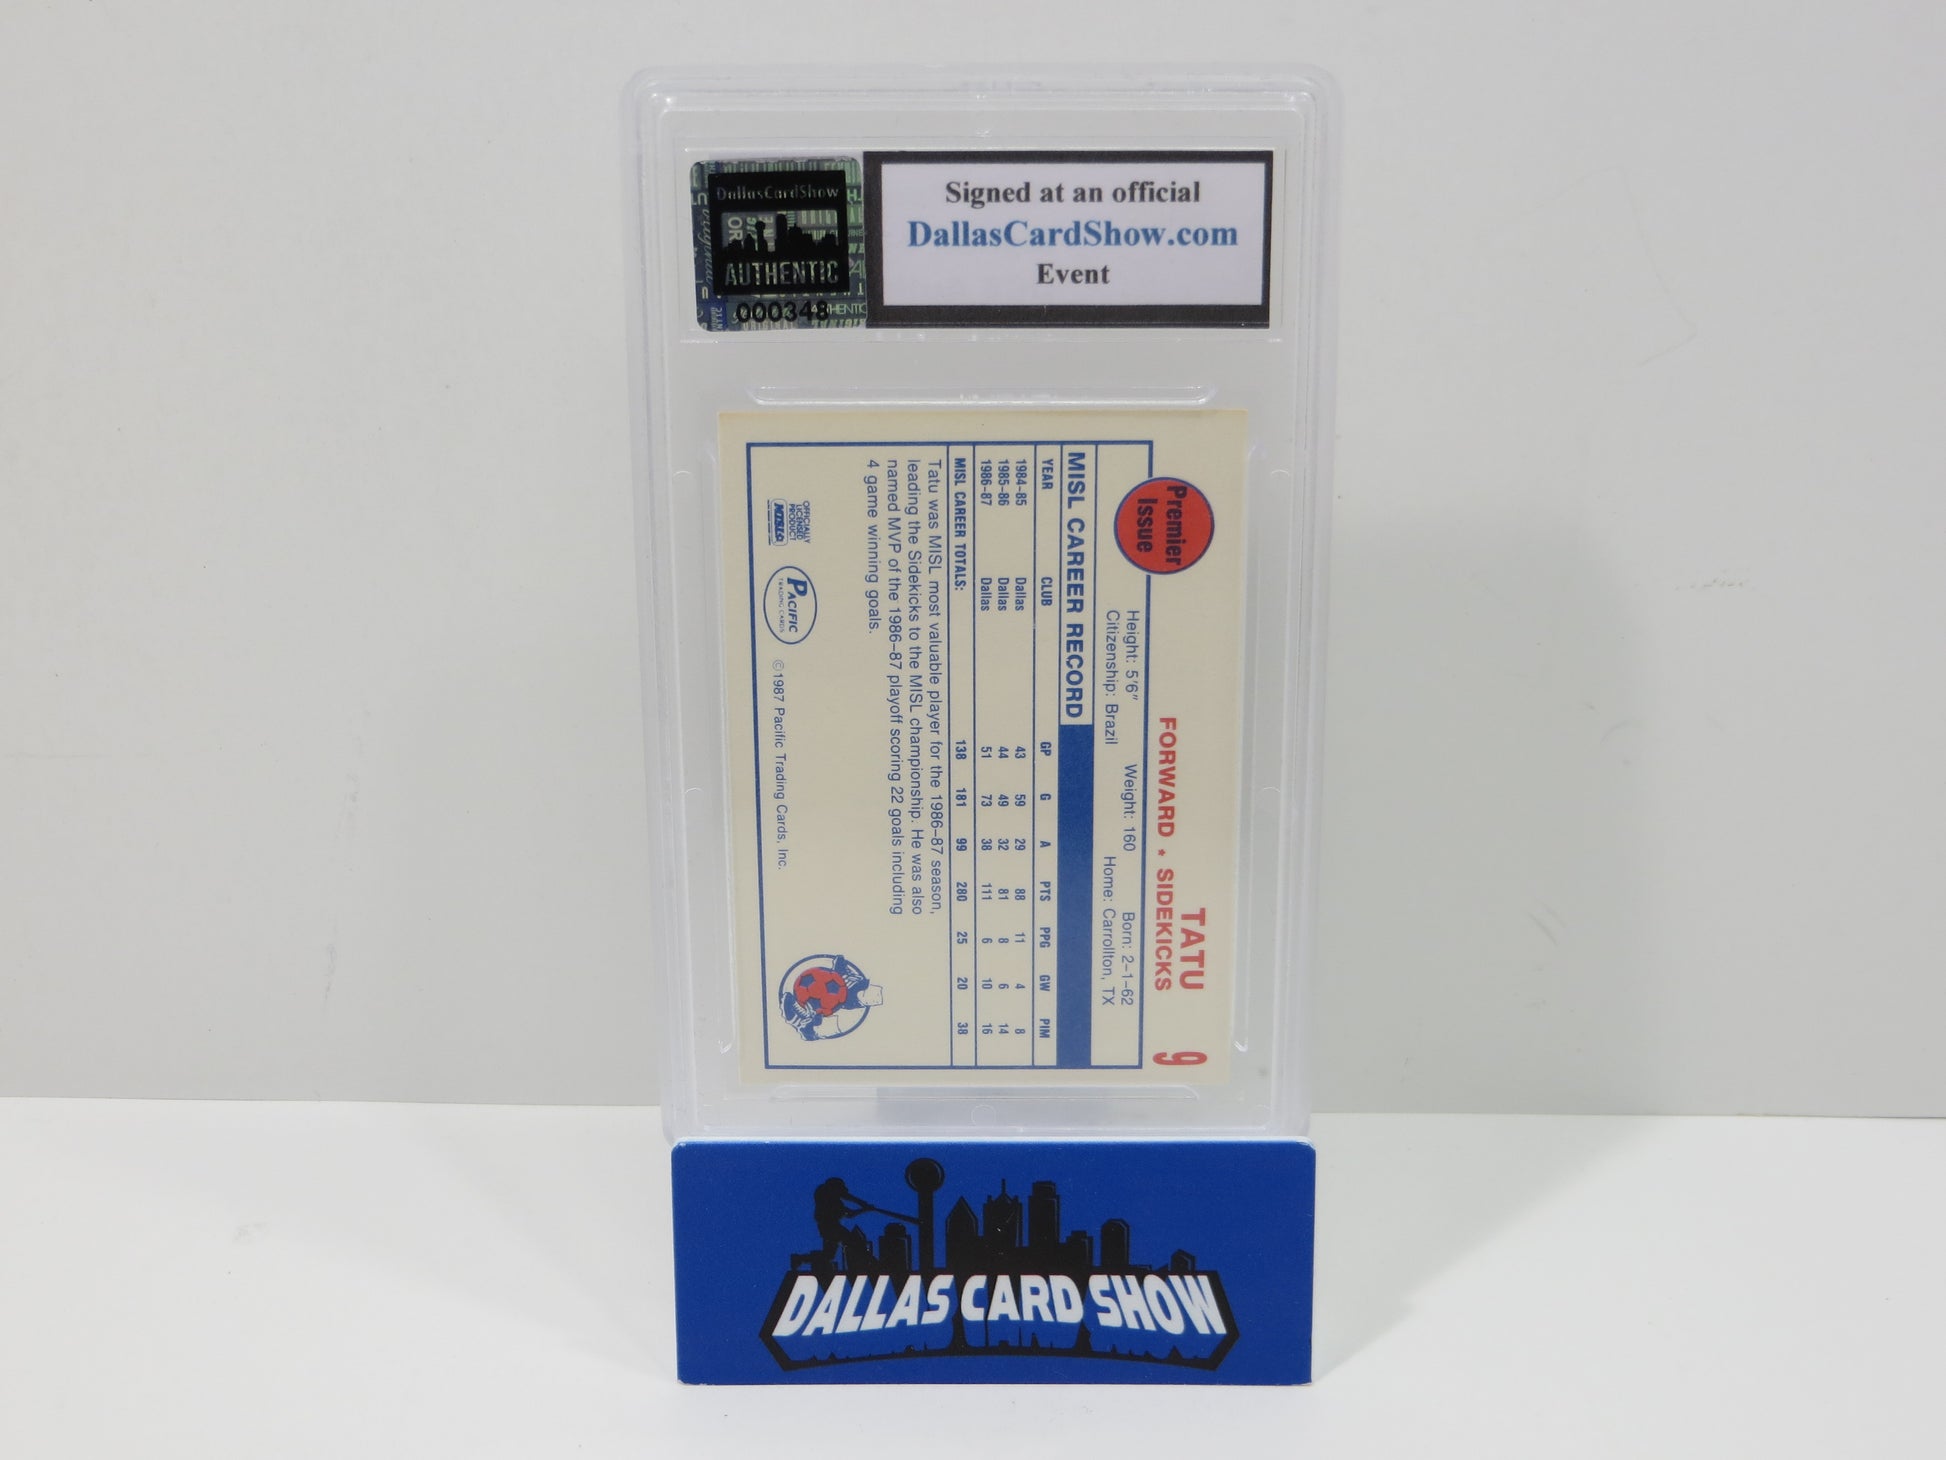 DallasCardShow
AUTHENTIC
000348
Signed at an official
DallasCardShow.com
Event
Premier
Issue
TATU 9
FORWARD ★ SIDEKICKS
Height: 5'6" Weight: 160 Born: 2-1-62
Citizenship: Brazil Home: Carrollton, TX
MISL CAREER RECORD
YEAR CLUB GP G A PTS PPG GW PIM
1984-85 Dallas 43 59 29 88 11 4 8
1985-86 Dallas 44 49 32 81 8 6 14
1986-87 Dallas 51 73 38 111 6 10 16
MISL CAREER TOTALS: 138 181 99 280 25 20 38
Tatu was MISL most valuable player for the 1986-87 season,
leading the Sidekicks to the MISL championship. He was also
named MVP of the 1986-87 playoff scoring 22 goals including
4 game winning goals.
OFFICIALLY
LICENSED
PRODUCT
MISL
PACIFIC
TRADING CARDS
©1987 Pacific Trading Cards, Inc.
DALLAS CARD SHOW